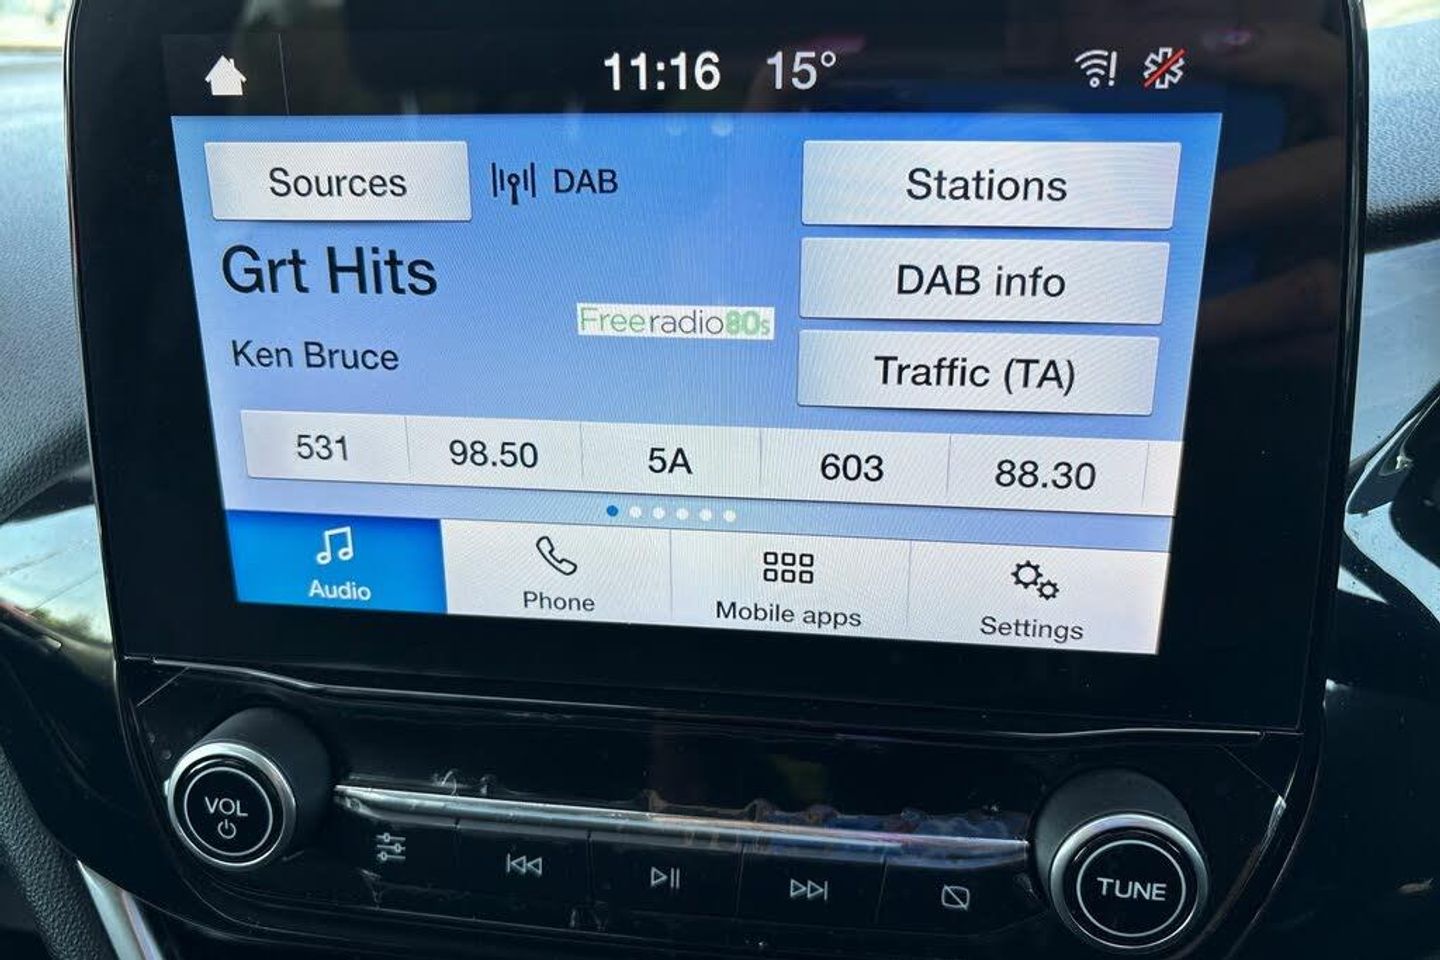 11:16 15°
Sources DAB Stations
Grt Hits
DAB info
Freeradio80s
Ken Bruce
Traffic (TA)
531 98.50 5A 603 88.30
Audio Phone Mobile apps Settings
VOL
TUNE